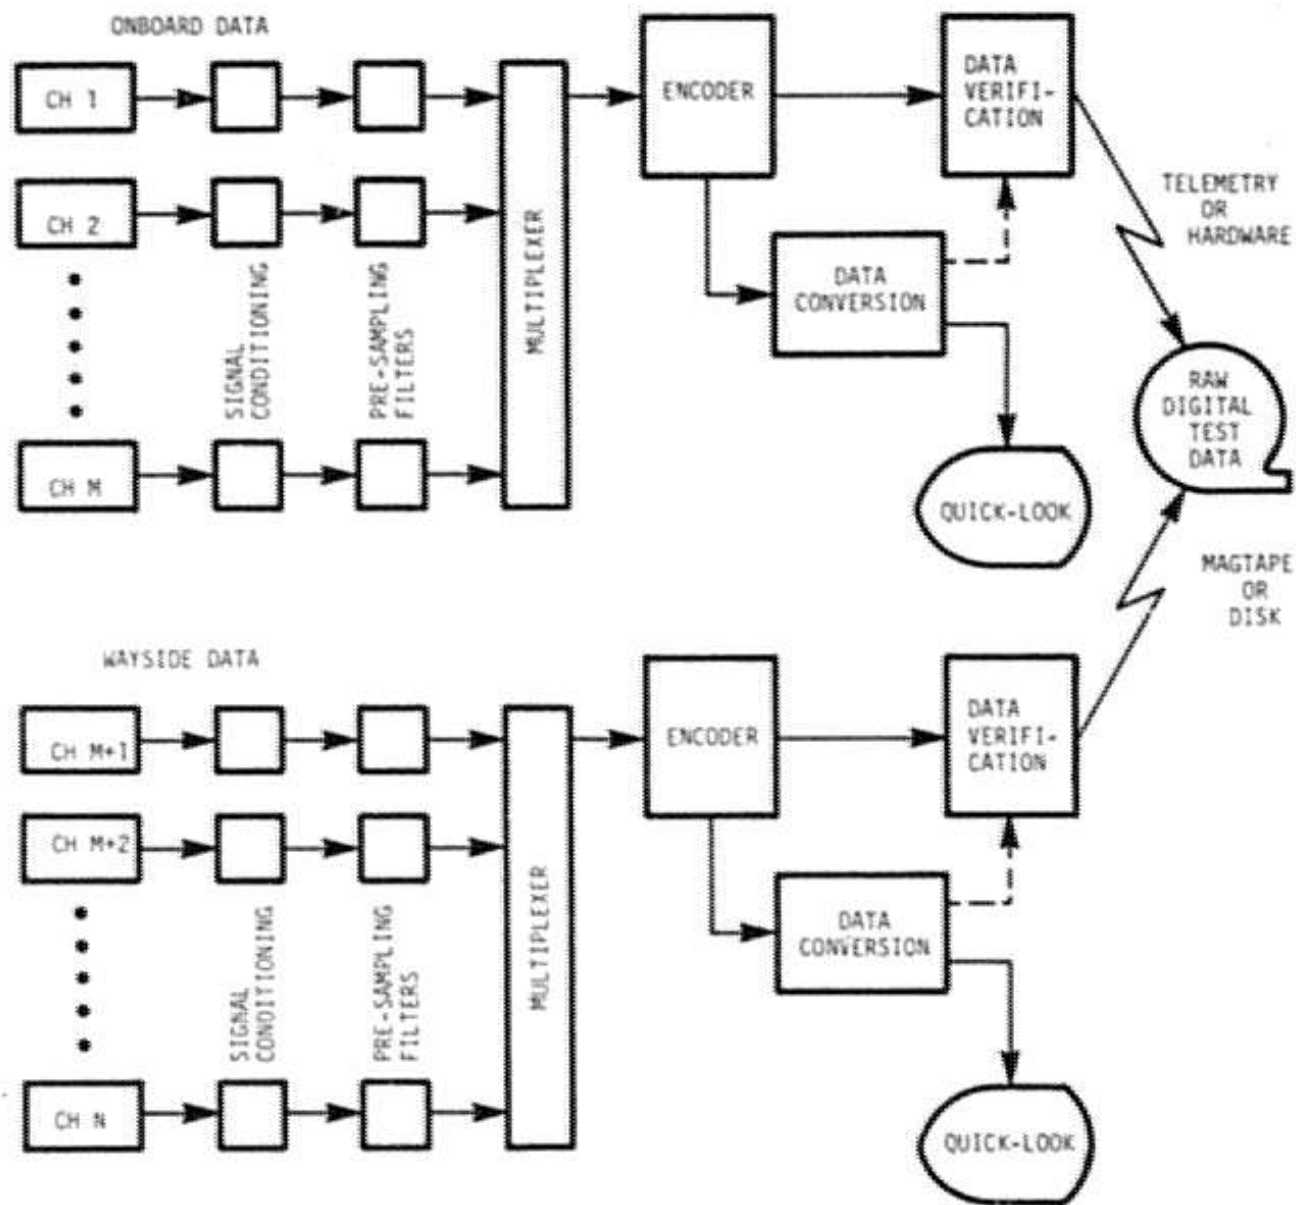 ONBOARD DATA
CH 1
CH 2
CH M
SIGNAL
CONDITIONING
PRE-SAMPLING
FILTERS
MULTIPLEXER
ENCODER
DATA
VERIFI-
CATION
DATA
CONVERSION
QUICK-LOOK
TELEMETRY
OR
HARDWARE
RAW
DIGITAL
TEST
DATA
MAGTAPE
OR
DISK
WAYSIDE DATA
CH M+1
CH M+2
CH N
SIGNAL
CONDITIONING
PRE-SAMPLING
FILTERS
MULTIPLEXER
ENCODER
DATA
VERIFI-
CATION
DATA
CONVERSION
QUICK-LOOK